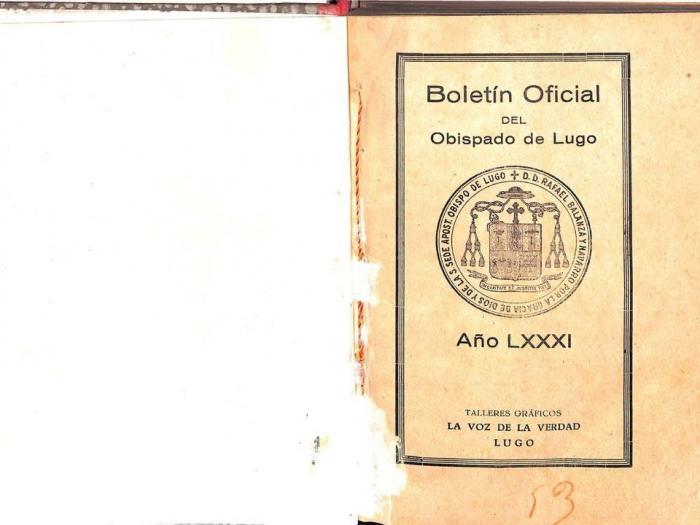 Boletín Oficial
DEL
Obispado de Lugo
✝ D. D. RAFAEL BALANZA Y NAVARRO POR LA GRACIA DE DIOS Y DE LA S. SEDE APOST. OBISPO DE LUGO
Año LXXXI
TALLERES GRÁFICOS
LA VOZ DE LA VERDAD
LUGO
53